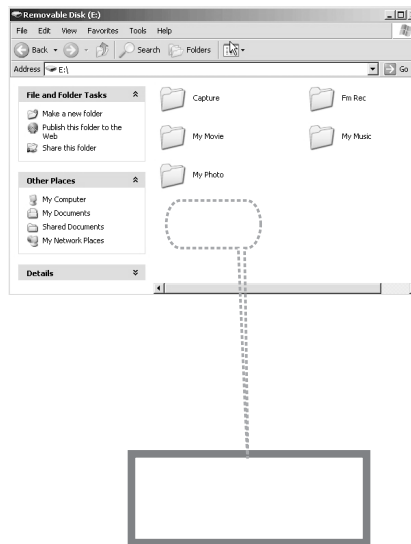 Removable Disk (E:)
File Edit View Favorites Tools Help
Back Search Folders
Address E:\ Go
File and Folder Tasks
Make a new folder
Publish this folder to the
Web
Share this folder
Other Places
My Computer
My Documents
Shared Documents
My Network Places
Details
Capture Fm Rec
My Movie My Music
My Photo